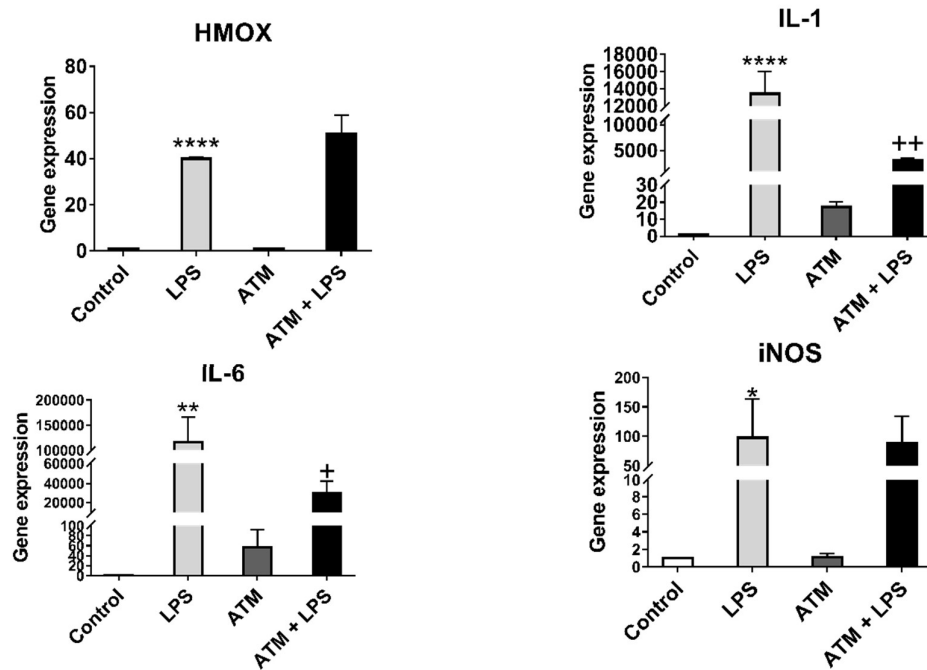 HMOX
Gene expression
80
60
40
20
0
****
Control
LPS
ATM
ATM + LPS
IL-1
Gene expression
18000
16000
14000
12000
10000
5000
30
20
10
0
****
++
Control
LPS
ATM
ATM + LPS
IL-6
Gene expression
200000
150000
100000
60000
40000
20000
100
80
60
40
20
0
**
+
Control
LPS
ATM
ATM + LPS
iNOS
Gene expression
200
150
100
50
10
8
6
4
2
0
*
Control
LPS
ATM
ATM + LPS